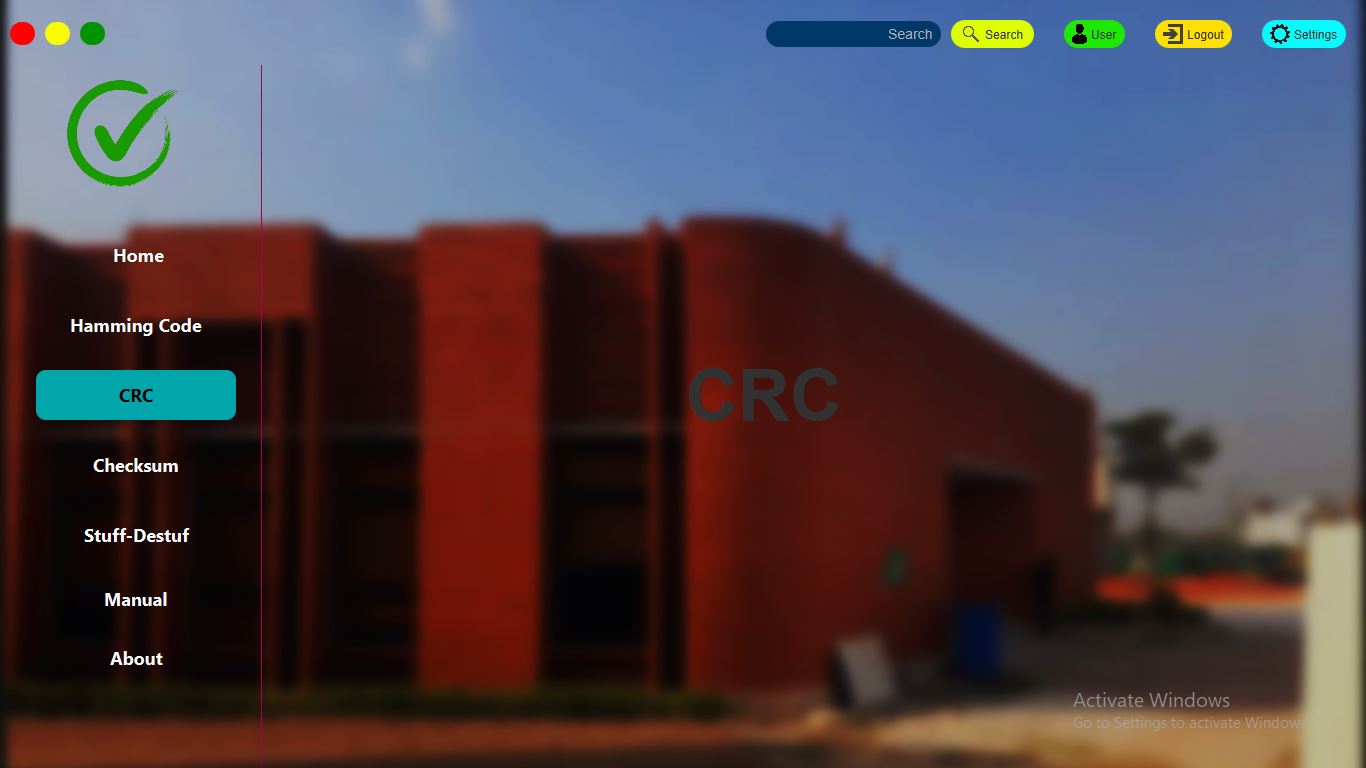 Search
Search
User
Logout
Settings
Home
Hamming Code
CRC
CRC
Checksum
Stuff-Destuf
Manual
About
Activate Windows
Go to Settings to activate Windows